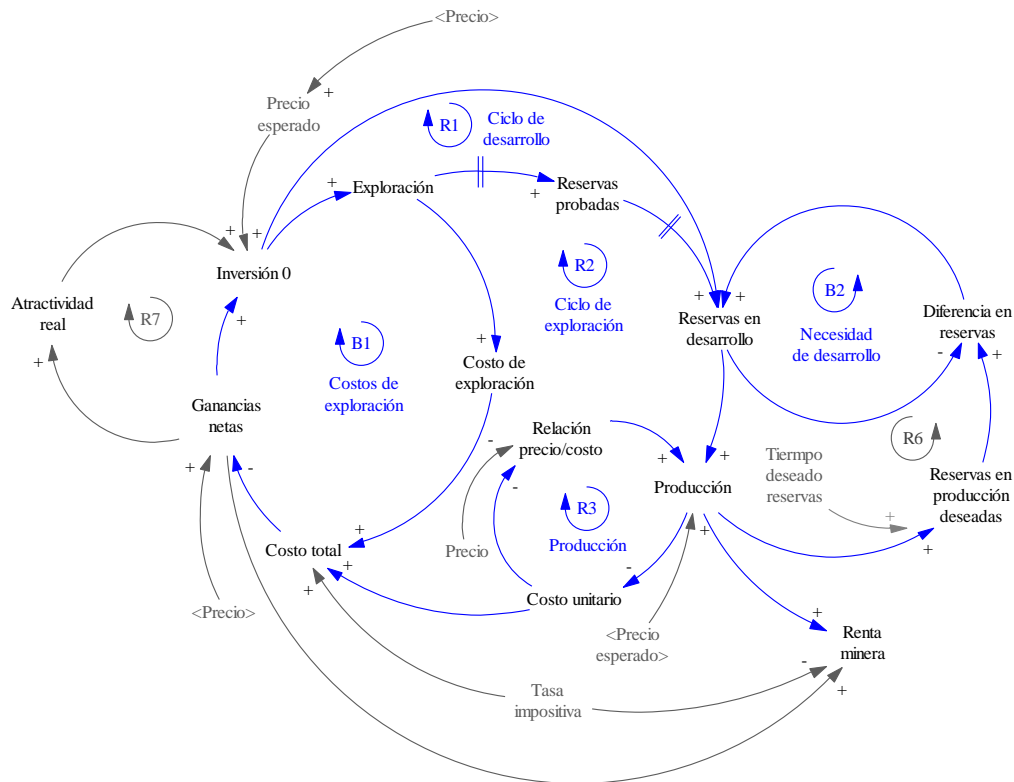 <Precio>
+
Precio
esperado
R1
Ciclo de
desarrollo
+
Exploración
+
Reservas
probadas
+
+
Inversión 0
+
R2
Ciclo de
exploración
B2
Necesidad
de desarrollo
Atractividad
real
R7
+
B1
Costos de
exploración
+
Costo de
exploración
+
+
Reservas en
desarrollo
Diferencia en
reservas
-
+
Ganancias
netas
+
-
-
Relación
precio/costo
-
+
+
Producción
+
R3
Producción
Tiermpo
deseado
reservas
R6
Reservas en
producción
deseadas
+
+
Precio
+
Costo total
+
+
-
Costo unitario
<Precio>
<Precio
esperado>
+
Renta
minera
-
+
Tasa
impositiva